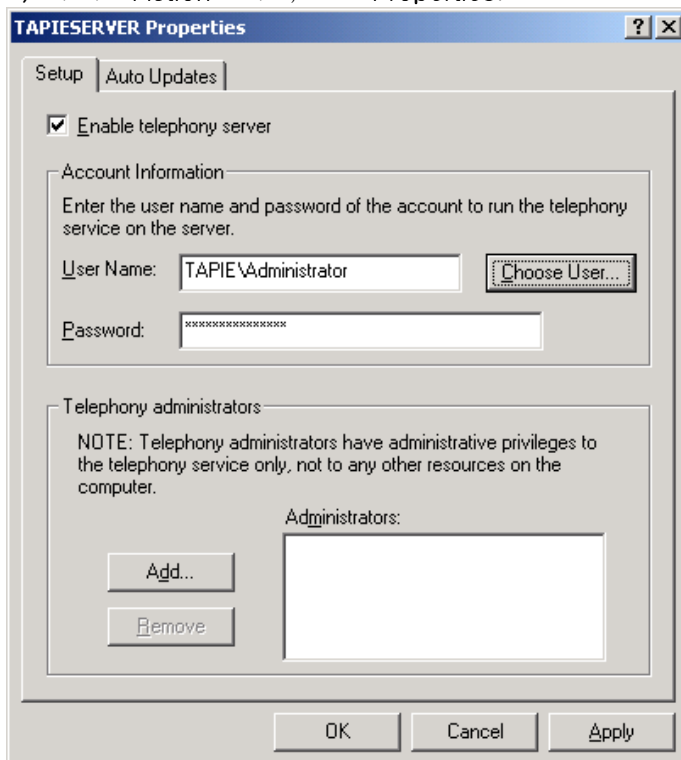 TAPIESERVER Properties
Setup
Auto Updates
Enable telephony server
Account Information
Enter the user name and password of the account to run the telephony
service on the server.
User Name:
TAPIE\Administrator
Choose User...
Password:
***************
Telephony administrators
NOTE: Telephony administrators have administrative privileges to
the telephony service only, not to any other resources on the
computer.
Administrators:
Add...
Remove
OK
Cancel
Apply